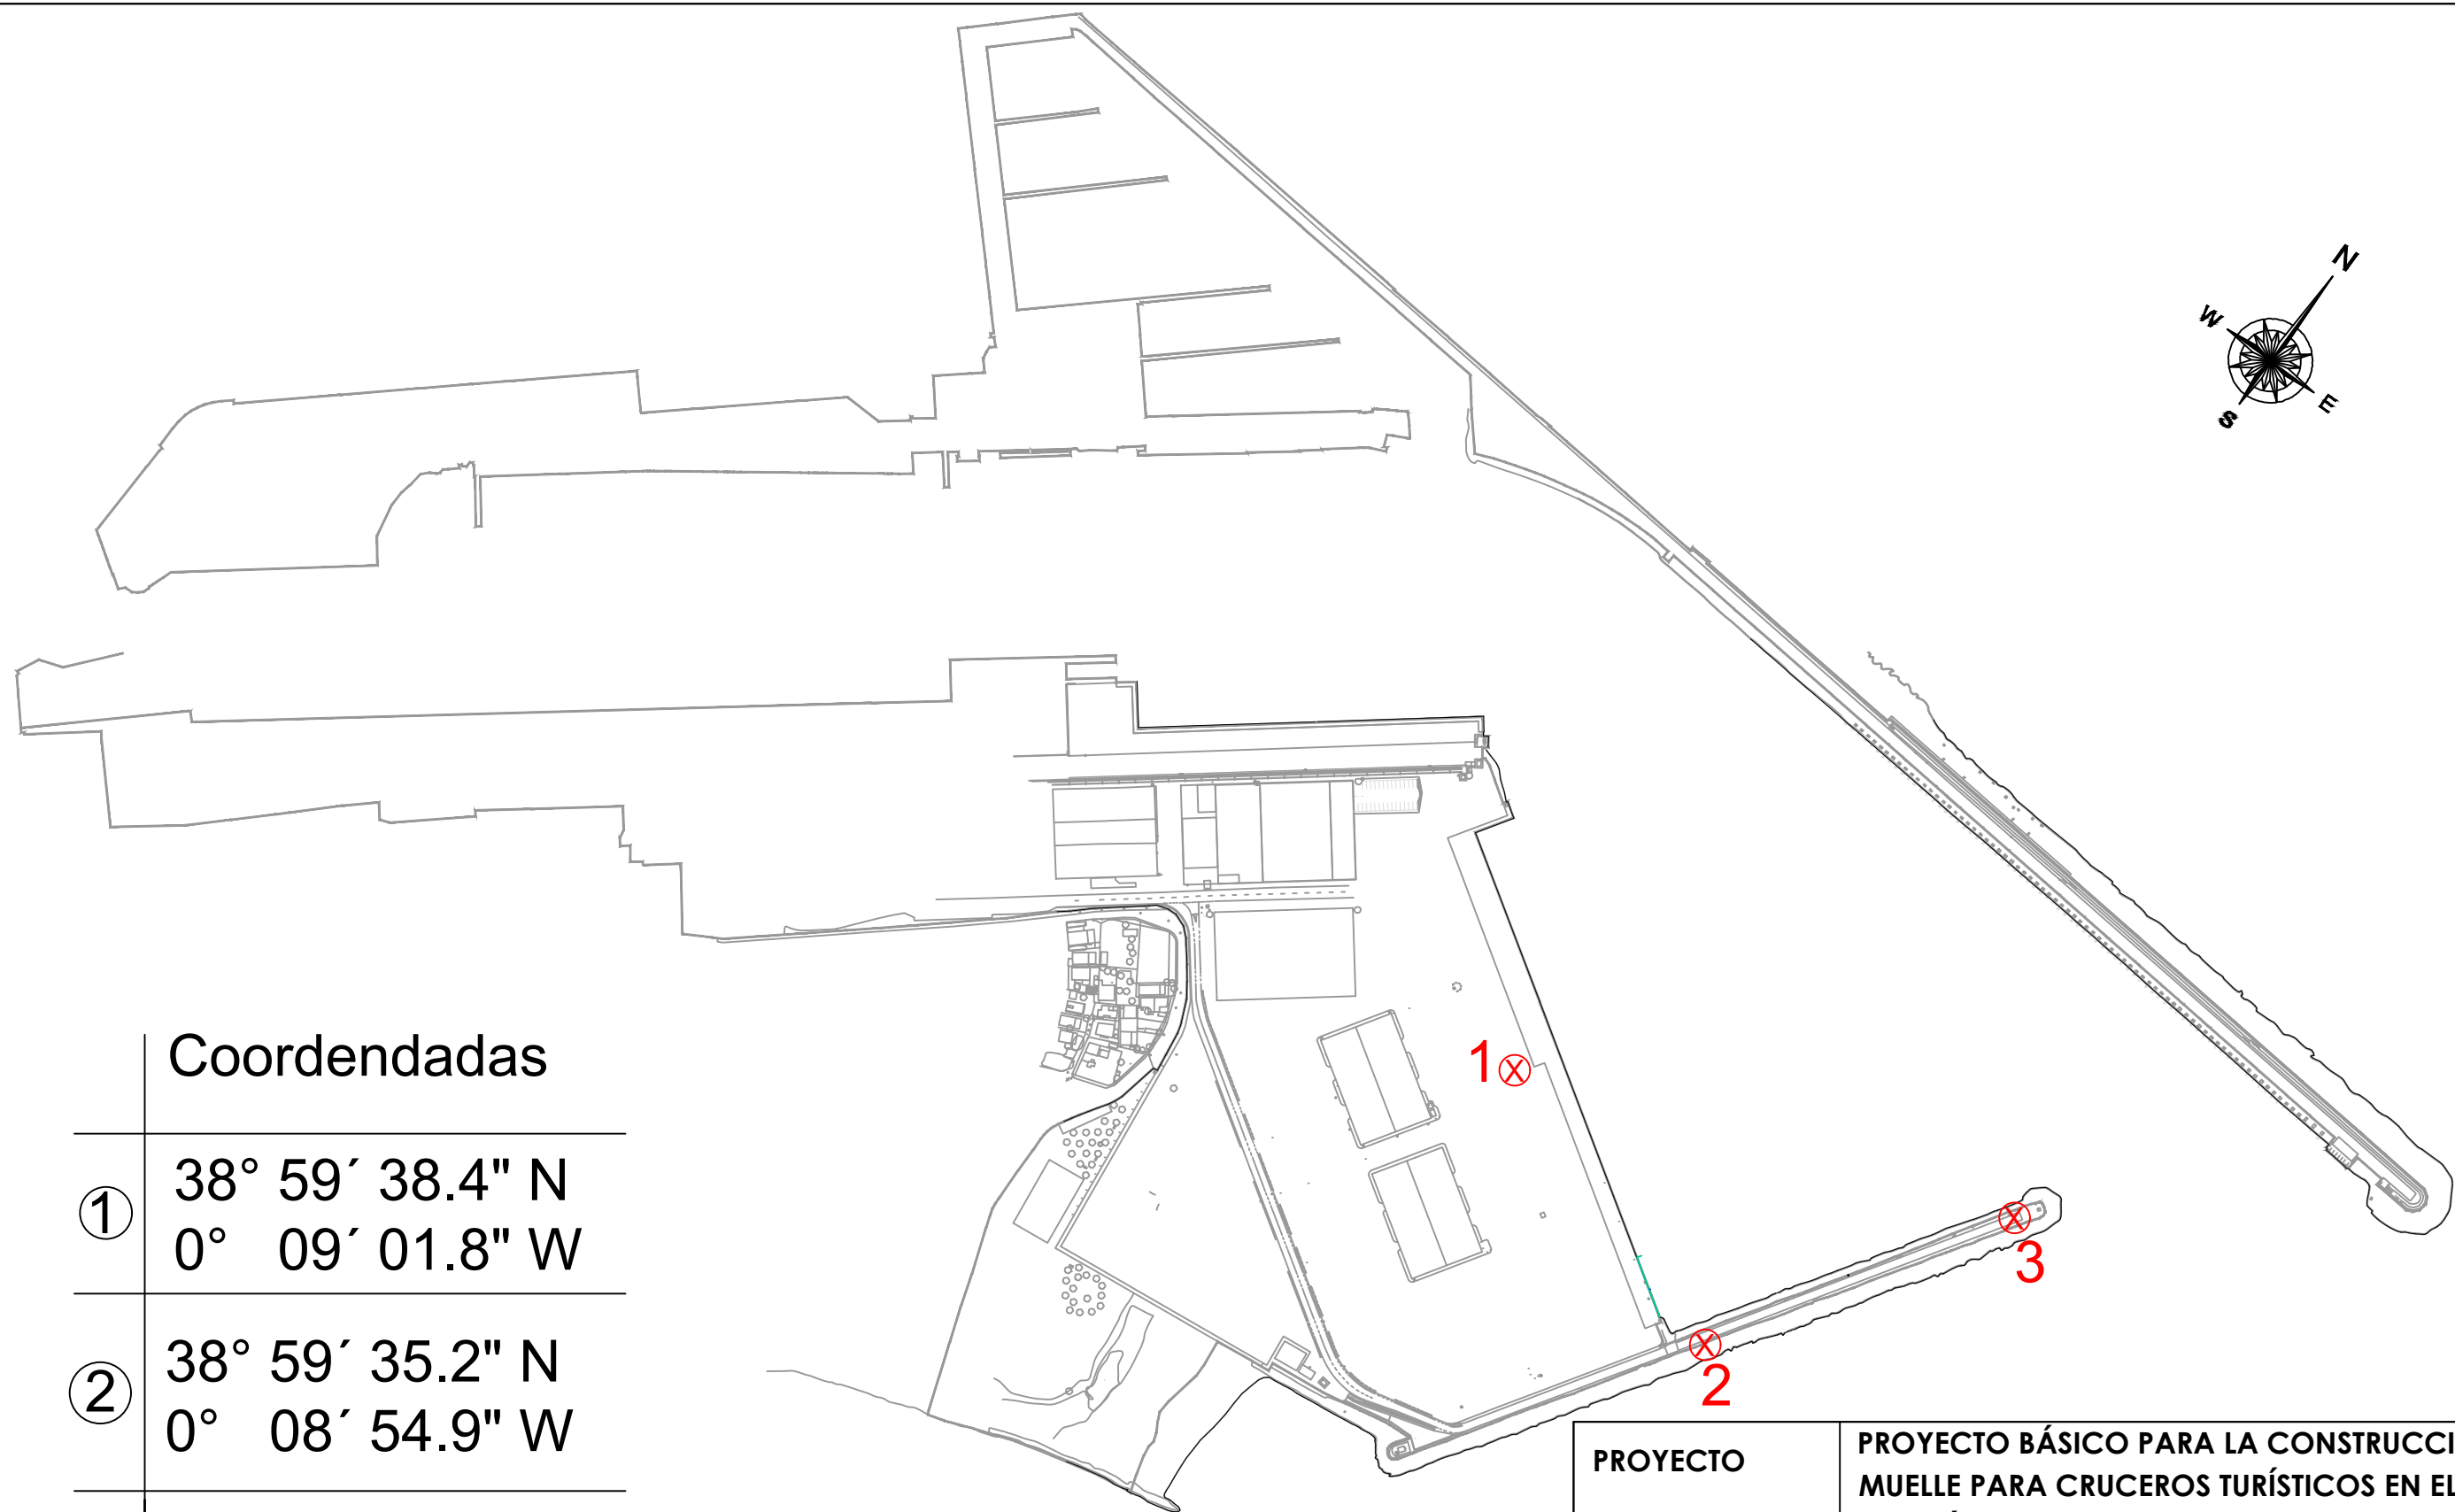 N
W
E
S
1
3
2
Coordendadas
1
38° 59´ 38.4" N
0° 09´ 01.8" W
2
38° 59´ 35.2" N
0° 08´ 54.9" W
PROYECTO
PROYECTO BÁSICO PARA LA CONSTRUCCI
MUELLE PARA CRUCEROS TURÍSTICOS EN EL